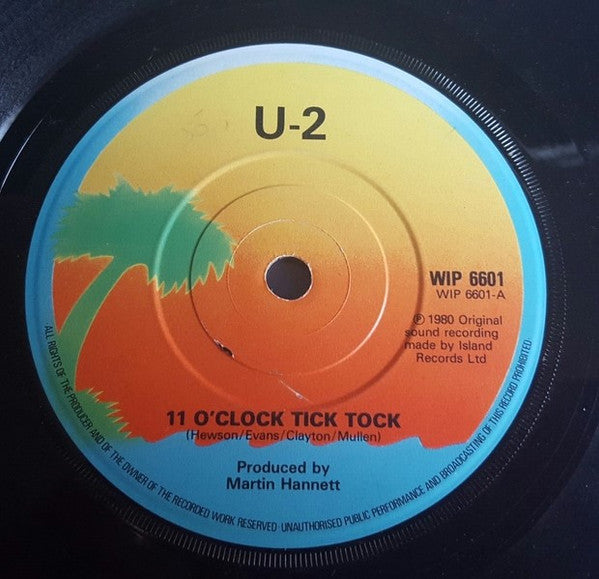 U-2
WIP 6601
WIP 6601-A
℗ 1980 Original
sound recording
made by Island
Records Ltd
11 O'CLOCK TICK TOCK
(Hewson/Evans/Clayton/Mullen)
Produced by
Martin Hannett
ALL RIGHTS OF THE PRODUCER AND OF THE OWNER OF THE RECORDED WORK RESERVED·UNAUTHORISED PUBLIC PERFORMANCE AND BROADCASTING OF THIS RECORD PROHIBITED